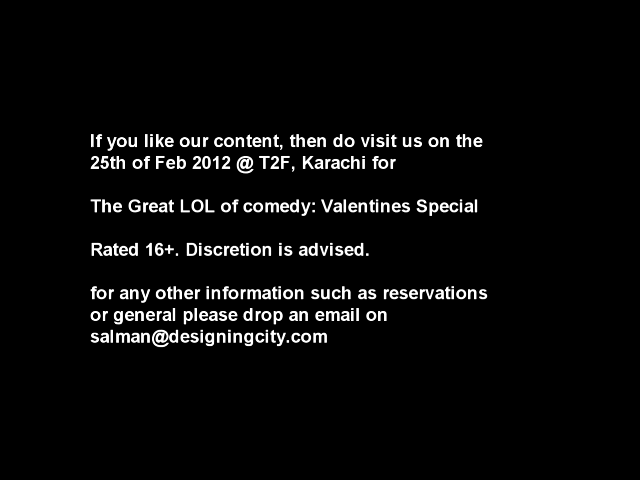 If you like our content, then do visit us on the
25th of Feb 2012 @ T2F, Karachi for
The Great LOL of comedy: Valentines Special
Rated 16+. Discretion is advised.
for any other information such as reservations
or general please drop an email on
salman@designingcity.com